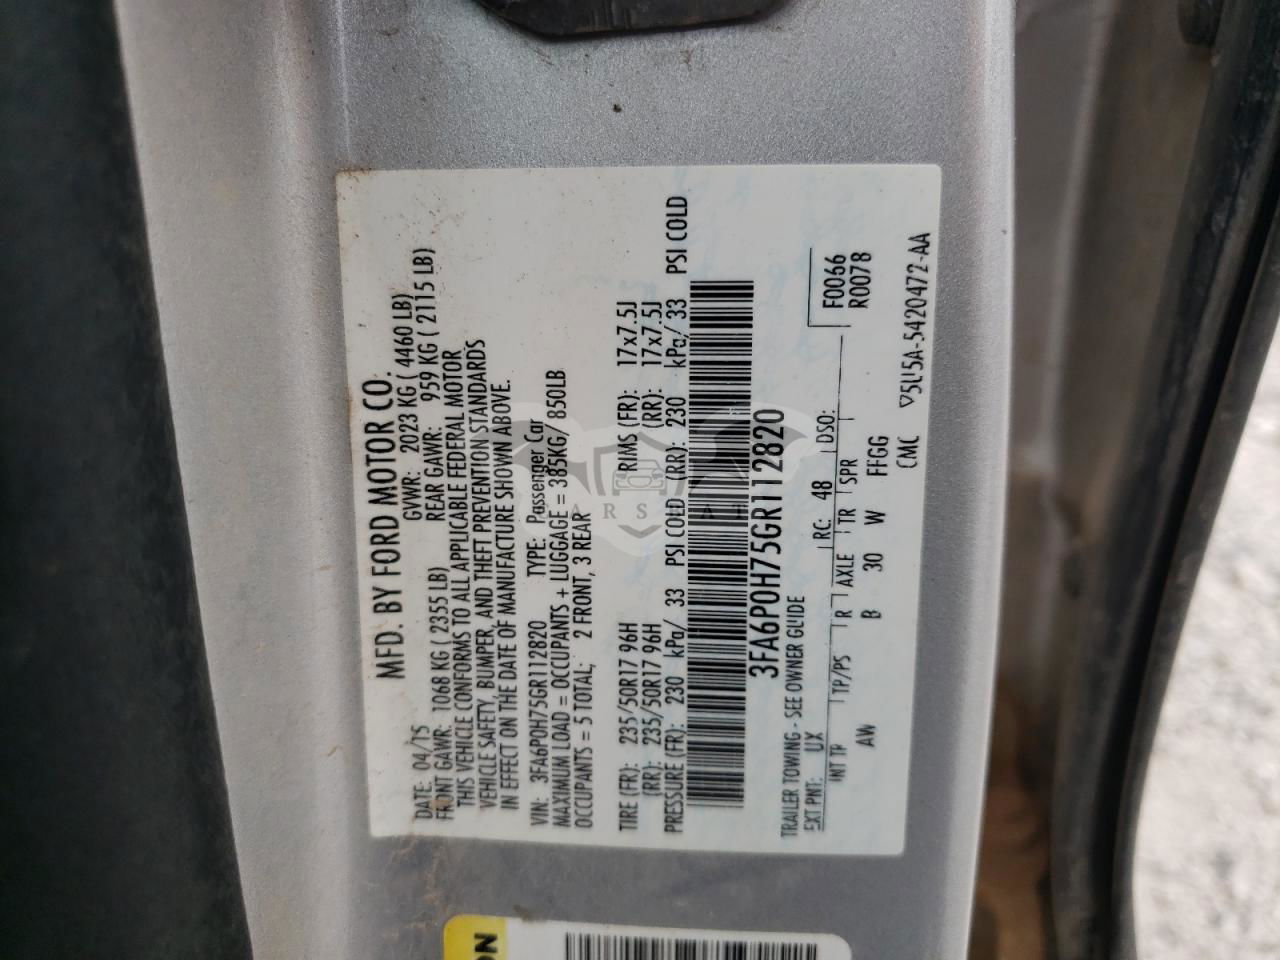 MFD. BY FORD MOTOR CO.
DATE: 04/15 GVWR: 2023 KG ( 4460 LB)
FRONT GAWR: 1068 KG ( 2355 LB) REAR GAWR: 959 KG ( 2115 LB)
THIS VEHICLE CONFORMS TO ALL APPLICABLE FEDERAL MOTOR
VEHICLE SAFETY, BUMPER, AND THEFT PREVENTION STANDARDS
IN EFFECT ON THE DATE OF MANUFACTURE SHOWN ABOVE.
VIN: 3FA6P0H75GR112820 TYPE: Passenger Car
MAXIMUM LOAD = OCCUPANTS + LUGGAGE = 385KG/ 850LB
OCCUPANTS = 5 TOTAL; 2 FRONT, 3 REAR
TIRE (FR): 235/50R17 96H RIMS (FR): 17x7.5J
(RR): 235/50R17 96H (RR): 17x7.5J
PRESSURE (FR): 230 kPa/ 33 PSI COLD (RR): 230 kPa/ 33 PSI COLD
3FA6P0H75GR112820
TRAILER TOWING - SEE OWNER GUIDE
F0066
R0078
EXT PNT: UX RC: 48 DSO:
INT TR TP/PS R AXLE TR SPR
AW B 30 W FFGG
CMC
▽5U5A-5420472-AA
ON